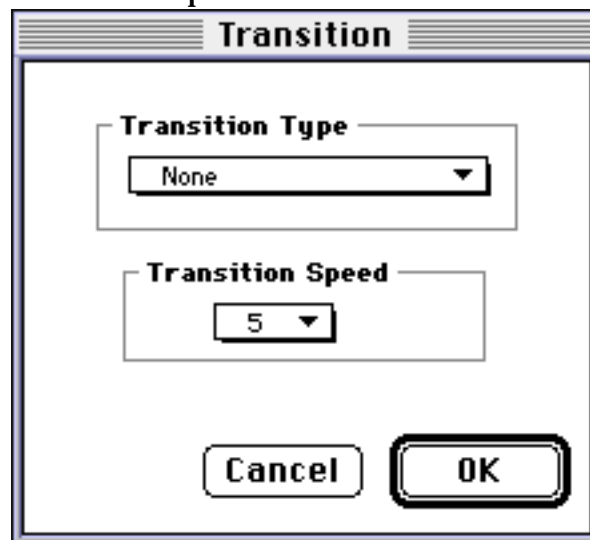 Transition
Transition Type
None
Transition Speed
5
Cancel OK